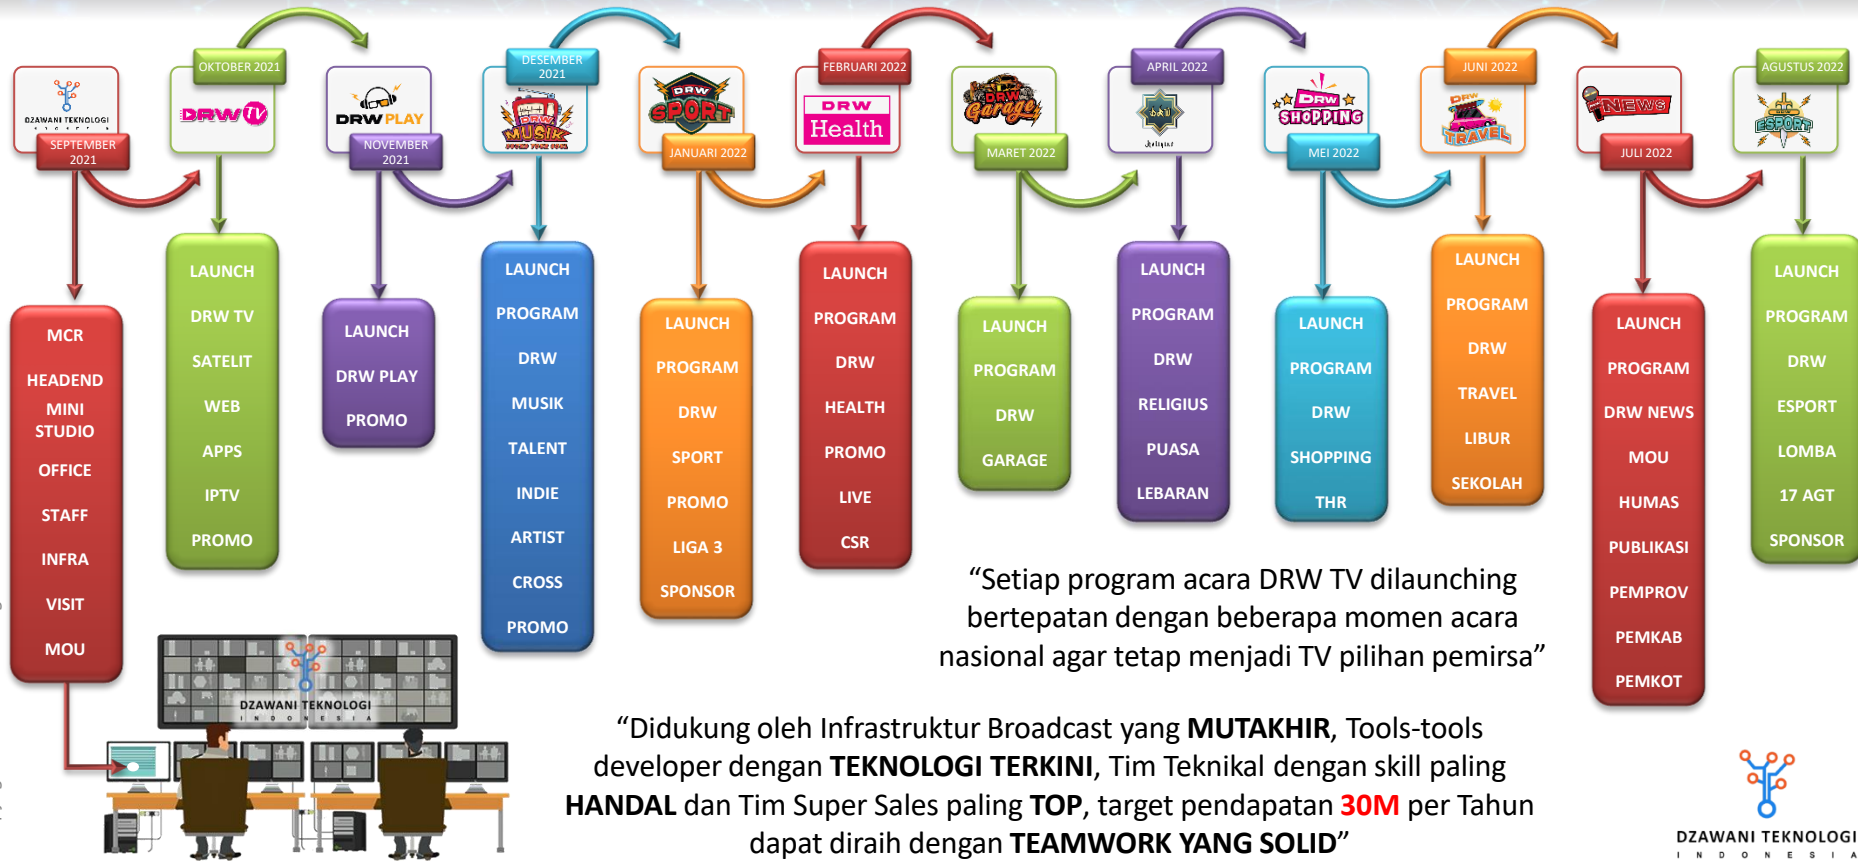 DZAWANI TEKNOLOGI
SEPTEMBER
2021
MCR
HEADEND
MINI
STUDIO
OFFICE
STAFF
INFRA
VISIT
MOU
OKTOBER 2021
DRW TV
LAUNCH
DRW TV
SATELIT
WEB
APPS
IPTV
PROMO
DRW PLAY
NOVEMBER
2021
LAUNCH
DRW PLAY
PROMO
DESEMBER
2021
DRW
MUSIK
LAUNCH
PROGRAM
DRW
MUSIK
TALENT
INDIE
ARTIST
CROSS
PROMO
DRW
SPORT
JANUARI 2022
LAUNCH
PROGRAM
DRW
SPORT
PROMO
LIGA 3
SPONSOR
FEBRUARI 2022
DRW
Health
LAUNCH
PROGRAM
DRW
HEALTH
PROMO
LIVE
CSR
DRW
Garage
MARET 2022
LAUNCH
PROGRAM
DRW
GARAGE
APRIL 2022
DRW
Religius
LAUNCH
PROGRAM
DRW
RELIGIUS
PUASA
LEBARAN
DRW
SHOPPING
MEI 2022
LAUNCH
PROGRAM
DRW
SHOPPING
THR
JUNI 2022
DRW
TRAVEL
LAUNCH
PROGRAM
DRW
TRAVEL
LIBUR
SEKOLAH
NEWS
JULI 2022
LAUNCH
PROGRAM
DRW NEWS
MOU
HUMAS
PUBLIKASI
PEMPROV
PEMKAB
PEMKOT
AGUSTUS 2022
ESPORT
LAUNCH
PROGRAM
DRW
ESPORT
LOMBA
17 AGT
SPONSOR
“Setiap program acara DRW TV dilaunching
bertepatan dengan beberapa momen acara
nasional agar tetap menjadi TV pilihan pemirsa”
DZAWANI TEKNOLOGI
INDONESIA
“Didukung oleh Infrastruktur Broadcast yang MUTAKHIR, Tools-tools
developer dengan TEKNOLOGI TERKINI, Tim Teknikal dengan skill paling
HANDAL dan Tim Super Sales paling TOP, target pendapatan 30M per Tahun
dapat diraih dengan TEAMWORK YANG SOLID”
DZAWANI TEKNOLOGI
INDONESIA